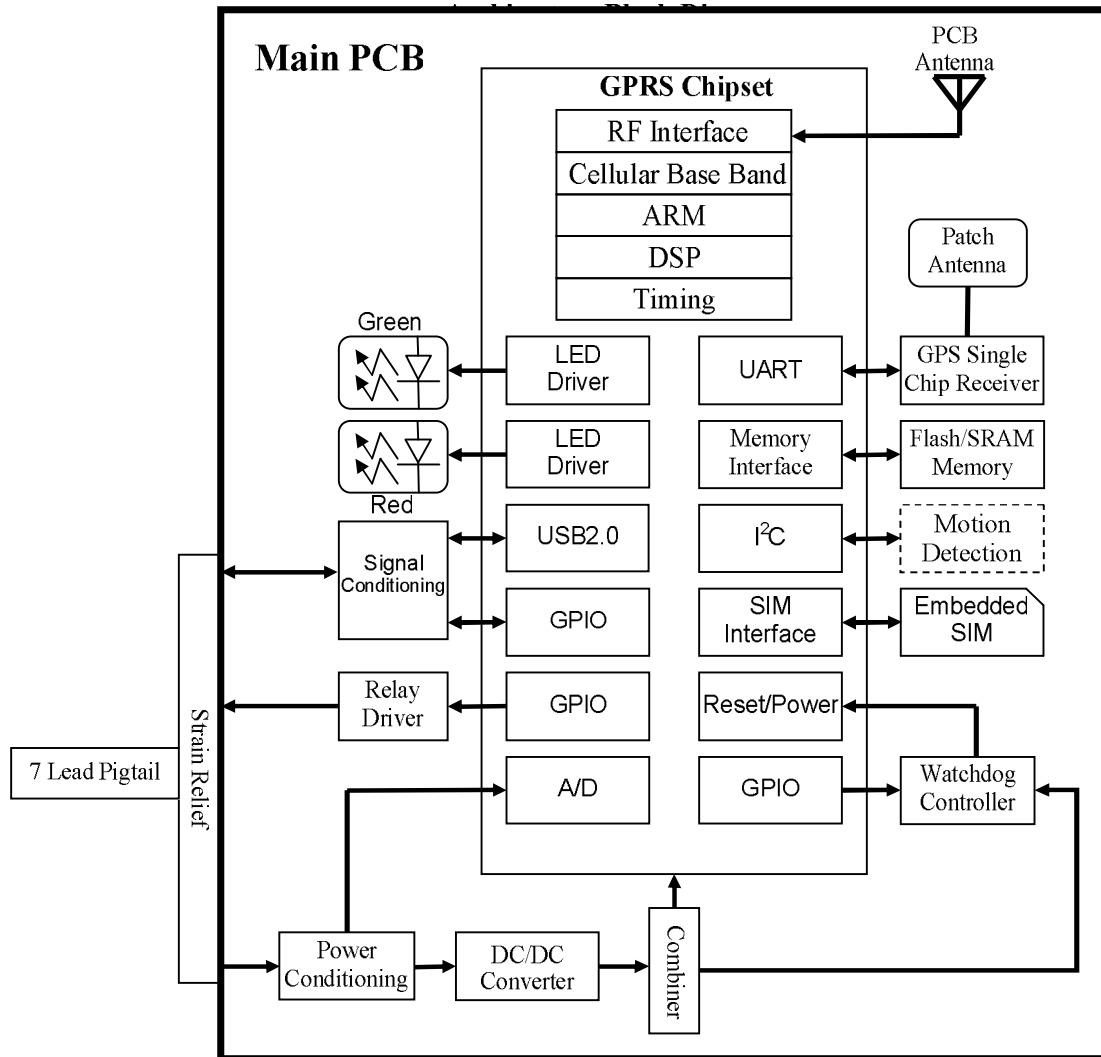 Main PCB
PCB
Antenna
GPRS Chipset
RF Interface
Cellular Base Band
ARM
DSP
Timing
Patch
Antenna
Green
LED
Driver
UART
GPS Single
Chip Receiver
LED
Driver
Memory
Interface
Flash/SRAM
Memory
Red
Signal
Conditioning
USB2.0
I²C
Motion
Detection
GPIO
SIM
Interface
Embedded
SIM
Relay
Driver
GPIO
Reset/Power
Strain Relief
7 Lead Pigtail
A/D
GPIO
Watchdog
Controller
Power
Conditioning
DC/DC
Converter
Combiner